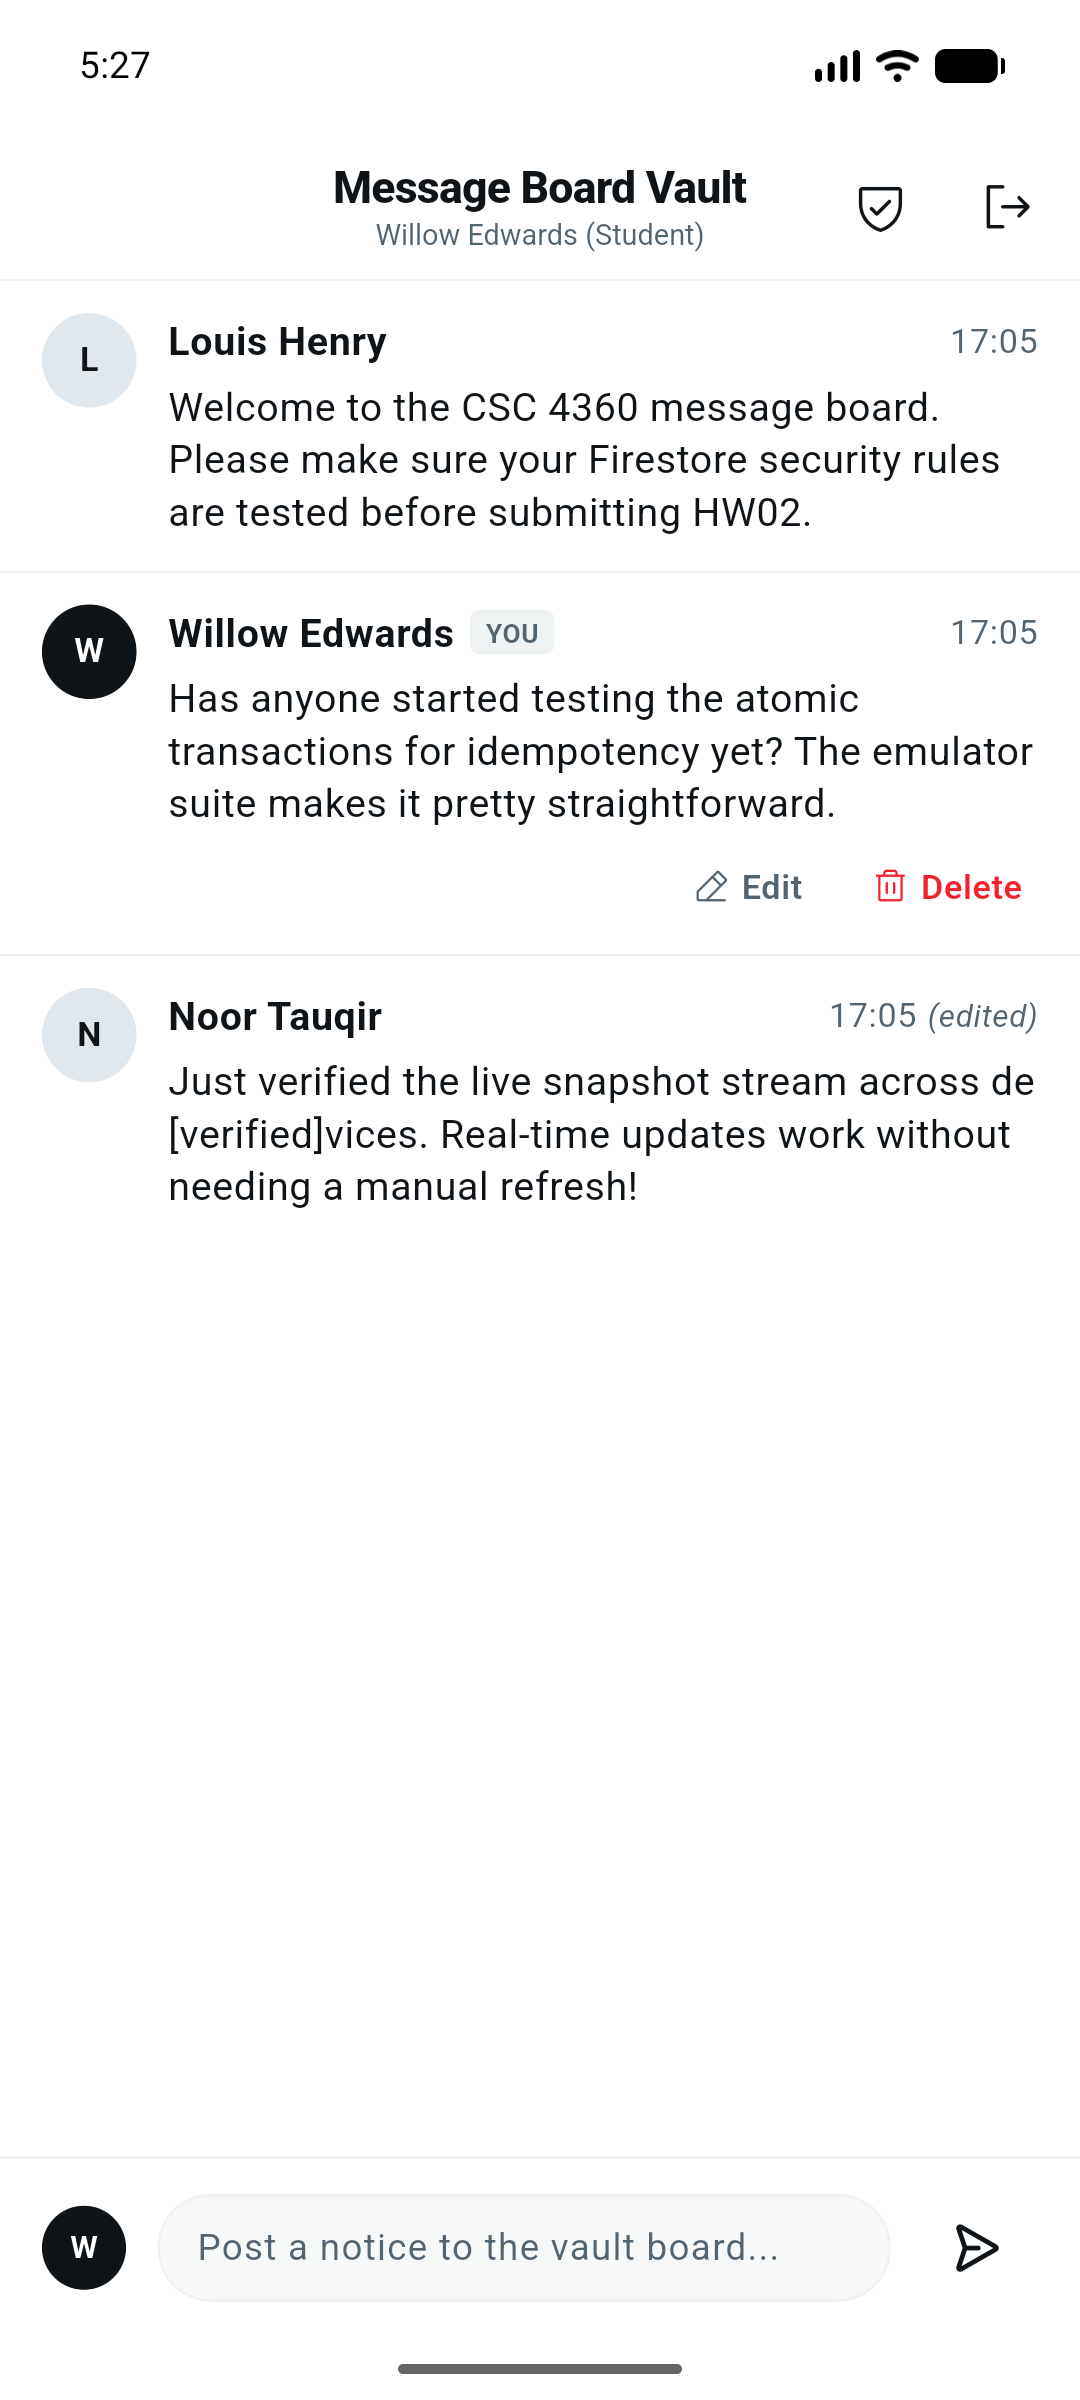 5:27
Message Board Vault
Willow Edwards (Student)
L
Louis Henry
17:05
Welcome to the CSC 4360 message board.
Please make sure your Firestore security rules
are tested before submitting HW02.
W
Willow Edwards YOU
17:05
Has anyone started testing the atomic
transactions for idempotency yet? The emulator
suite makes it pretty straightforward.
Edit
Delete
N
Noor Tauqir
17:05 (edited)
Just verified the live snapshot stream across de
[verified]vices. Real-time updates work without
needing a manual refresh!
W
Post a notice to the vault board...